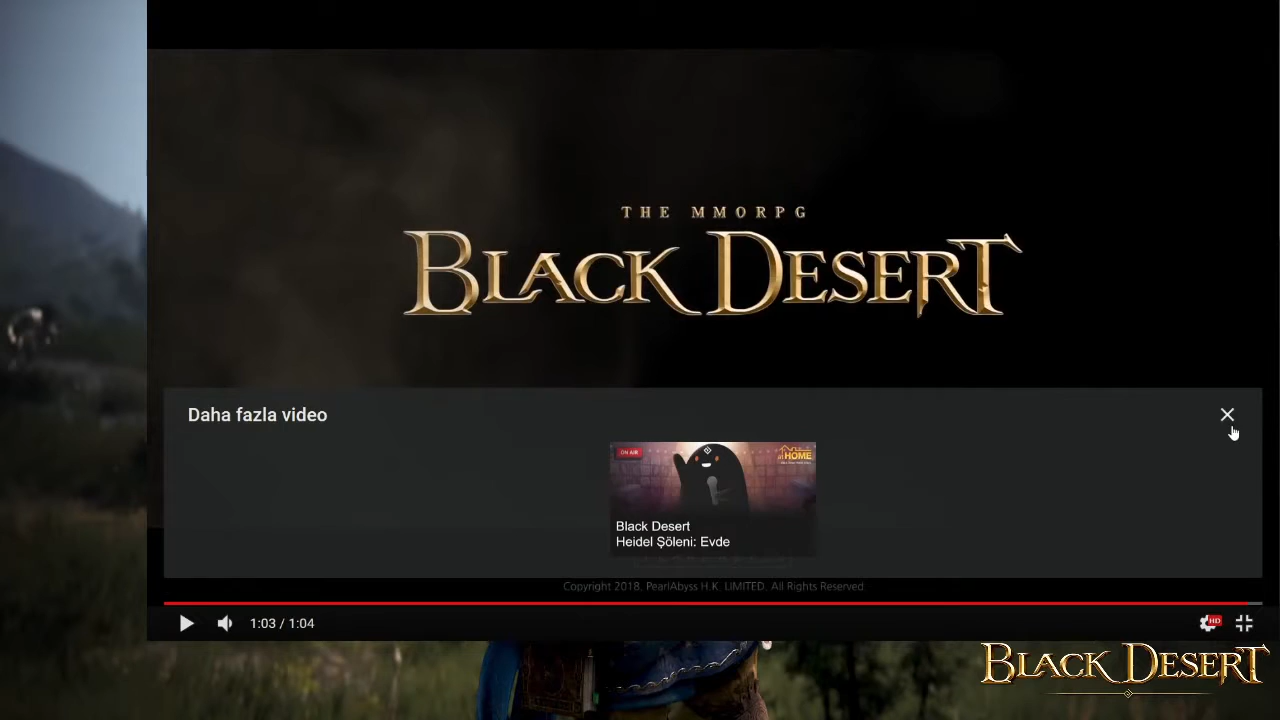 THE MMORPG
BLACK DESERT
Daha fazla video
ON AIR
at HOME
Black Desert
Heidel Şöleni: Evde
Copyright 2018. PearlAbyss H.K. LIMITED. All Rights Reserved.
1:03 / 1:04
HD
BLACK DESERT